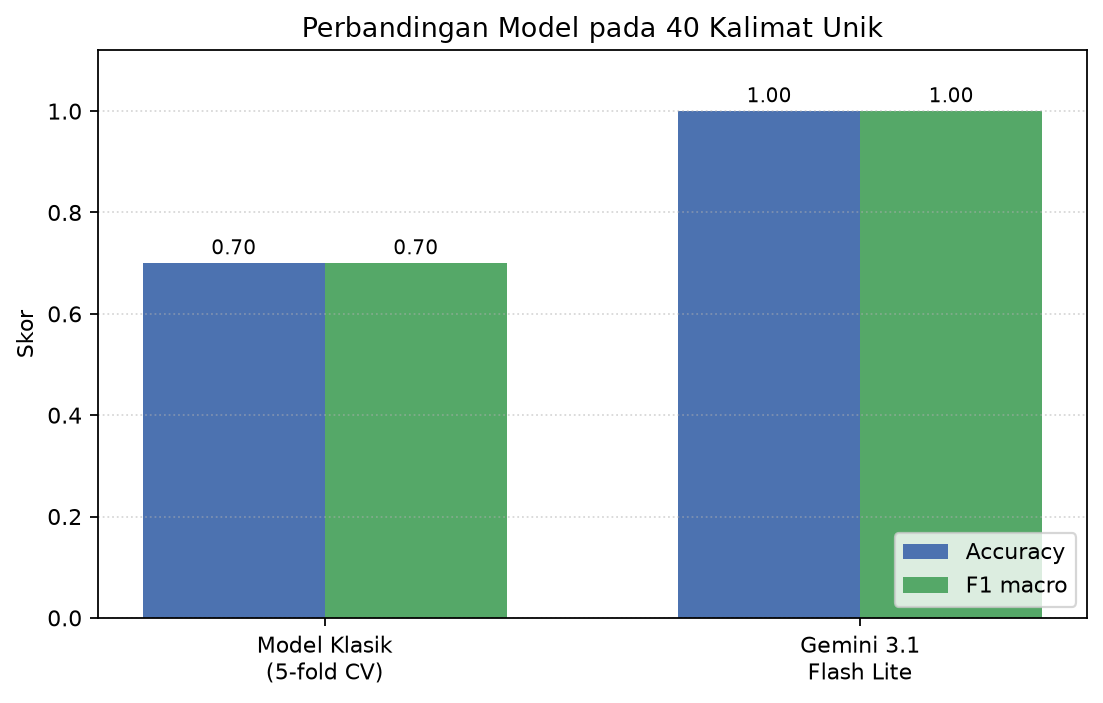 Perbandingan Model pada 40 Kalimat Unik
1.0
0.8
0.6
0.4
0.2
0.0
Skor
0.70
0.70
1.00
1.00
Accuracy
F1 macro
Model Klasik
(5-fold CV)
Gemini 3.1
Flash Lite